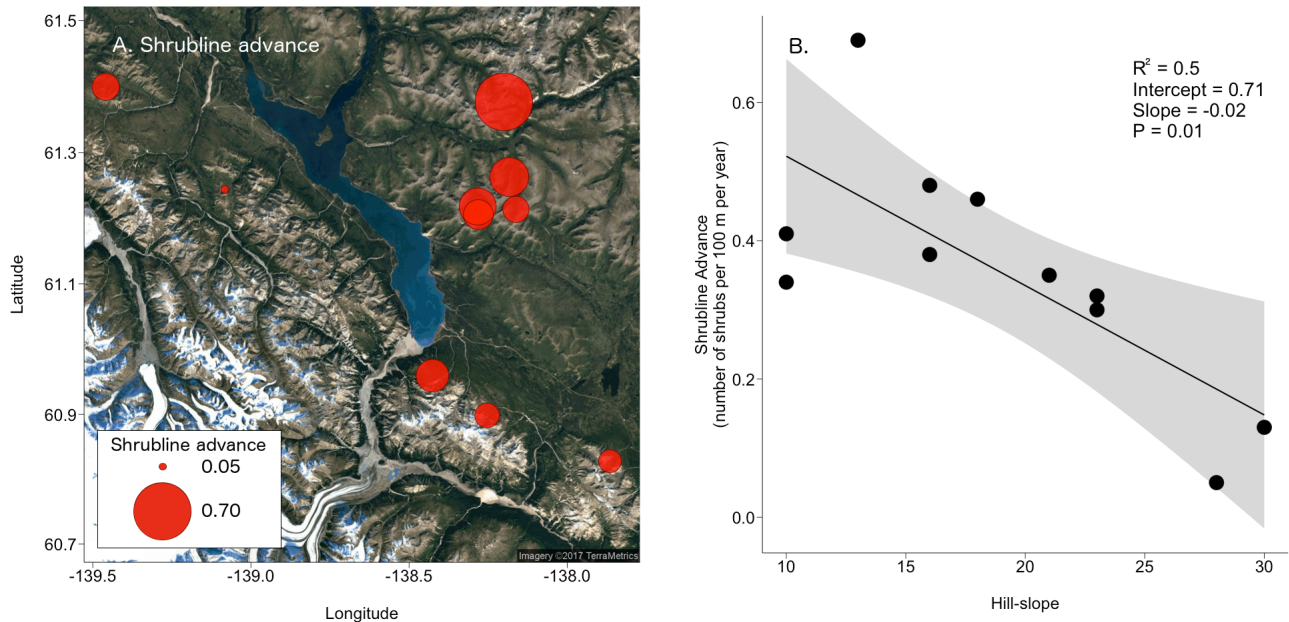 A. Shrubline advance
61.5
61.3
61.1
60.9
60.7
Latitude
Shrubline advance
0.05
0.70
Imagery ©2017 TerraMetrics
-139.5
-139.0
-138.5
-138.0
Longitude
B.
R² = 0.5
Intercept = 0.71
Slope = -0.02
P = 0.01
Shrubline Advance
(number of shrubs per 100 m per year)
0.6
0.4
0.2
0.0
10
15
20
25
30
Hill-slope